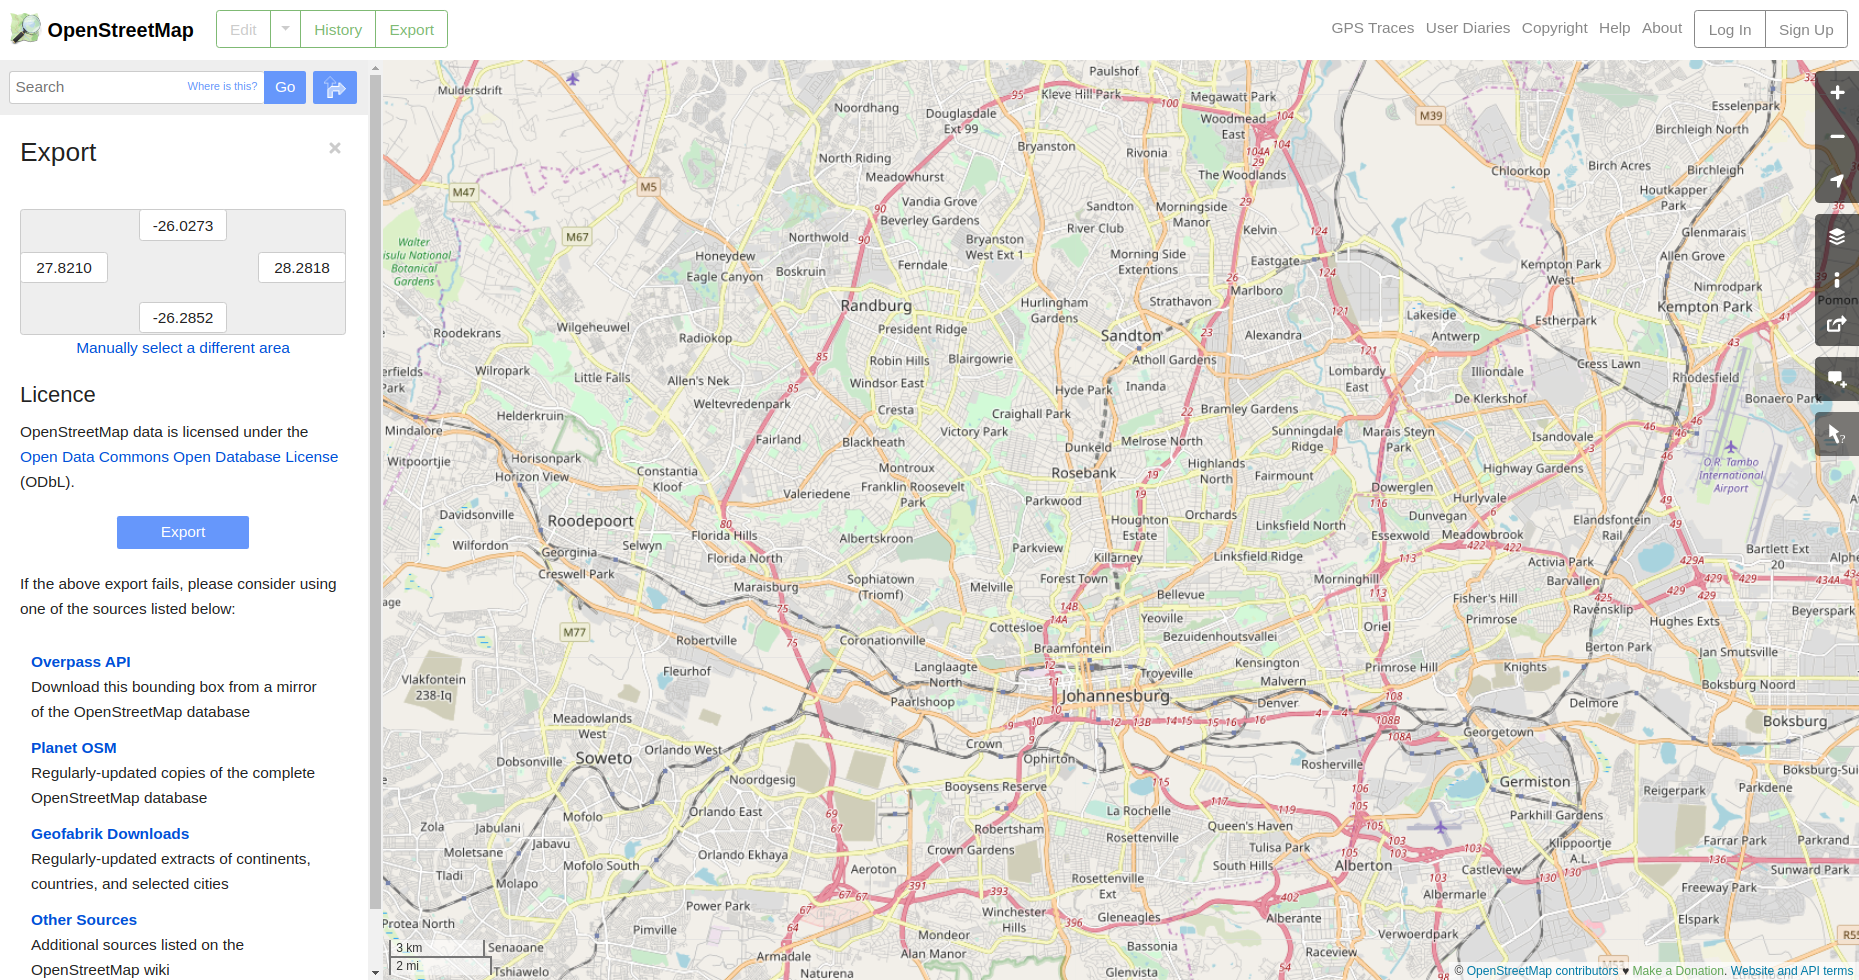 OpenStreetMap
Edit
History
Export
GPS Traces
User Diaries
Copyright
Help
About
Log In
Sign Up
Search
Where is this?
Go
Export
-26.0273
27.8210
28.2818
-26.2852
Manually select a different area
Licence
OpenStreetMap data is licensed under the
Open Data Commons Open Database License
(ODbL).
Export
If the above export fails, please consider using
one of the sources listed below:
Overpass API
Download this bounding box from a mirror
of the OpenStreetMap database
Planet OSM
Regularly-updated copies of the complete
OpenStreetMap database
Geofabrik Downloads
Regularly-updated extracts of continents,
countries, and selected cities
Other Sources
Additional sources listed on the
OpenStreetMap wiki
Muldersdrift
Paulshof
Kleve Hill Park
Noordhang
Douglasdale
Ext 99
Megawatt Park
Woodmead
East
M39
Esselenpark
Birchleigh North
North Riding
Bryanston
Rivonia
Meadowhurst
The Woodlands
Chloorkop
Birch Acres
Birchleigh
Houtkapper
Park
M47
M5
Vandia Grove
Beverley Gardens
Sandton
River Club
Morningside
Manor
Kelvin
Glenmarais
M67
Northwold
Bryanston
West Ext 1
Walter
isulu National
Botanical
Gardens
Honeydew
Eagle Canyon
Boskruin
Ferndale
Morning Side
Extentions
Eastgate
Kempton Park
West
Allen Grove
Nimrodpark
Pomon
Kempton Park
Randburg
Hurlingham
Gardens
Strathavon
Marlboro
Lakeside
Antwerp
Estherpark
Roodekrans
Wilgeheuwel
Radiokop
President Ridge
Sandton
Alexandra
Robin Hills
Blairgowrie
Atholl Gardens
Cress Lawn
Rhodesfield
erfields
Park
Wilropark
Little Falls
Allen's Nek
Windsor East
Hyde Park
Inanda
Lombardy
East
Illiondale
De Klerkshof
Bonaero Park
Helderkruin
Weltevredenpark
Cresta
Craighall Park
Bramley Gardens
Mindalore
Fairland
Blackheath
Victory Park
Dunkeld
Melrose North
Sunningdale
Ridge
Marais Steyn
Park
Isandovale
Witpoortjie
Horisonpark
Horizon View
Constantia
Kloof
Montroux
Rosebank
Highlands
North
Fairmount
Highway Gardens
O.R. Tambo
International
Airport
Valeriedene
Franklin Roosevelt
Park
Parkwood
Dowerglen
Hurlyvale
Davidsonville
Roodepoort
Florida Hills
Albertskroon
Houghton
Estate
Orchards
Linksfield North
Dunvegan
Essexwold
Meadowbrook
Elandsfontein
Rail
Wilfordon
Georginia
Selwyn
Florida North
Parkview
Killarney
Linksfield Ridge
Activia Park
Bartlett Ext
20
Alphe
Creswell Park
Maraisburg
Sophiatown
(Triomf)
Melville
Forest Town
Morninghill
Barvallen
Bellevue
Fisher's Hill
Ravensklip
Beyerspark
age
M77
Robertville
Coronationville
Cottesloe
Yeoville
Bezuidenhoutsvallei
Oriel
Primrose
Hughes Exts
Braamfontein
Berton Park
Jan Smutsville
Vlakfontein
238-Iq
Fleurhof
Langlaagte
North
Troyeville
Kensington
Malvern
Primrose Hill
Knights
Boksburg Noord
Paarlshoop
Johannesburg
Denver
Delmore
Meadowlands
West
Boksburg
Soweto
Dobsonville
Orlando West
Noordgesig
Crown
Ophirton
Rosherville
Georgetown
Germiston
Boksburg-Sui
Booysens Reserve
Reigerpark
Parkdene
Mofolo
Orlando East
La Rochelle
Queen's Haven
Parkhill Gardens
Zola
Jabulani
Jabavu
Robertsham
Rosettenville
Moletsane
Mofolo South
Orlando Ekhaya
Crown Gardens
Tulisa Park
South Hills
Alberton
Klippoortje
A.L.
Farrar Park
Parkrand
Tladi
Molapo
Aeroton
Rosettenville
Ext
Castleview
Sunward Park
Power Park
Albermarle
Freeway Park
Protea North
Pimville
Winchester
Hills
Gleneagles
Alberante
Elspark
Senaoane
Mondeor
Bassonia
Verwoerdpark
Tshiawelo
Armadale
Alan Manor
Naturena
Glenvista
Raceview
3 km
2 mi
© OpenStreetMap contributors ♥ Make a Donation. Website and API terms